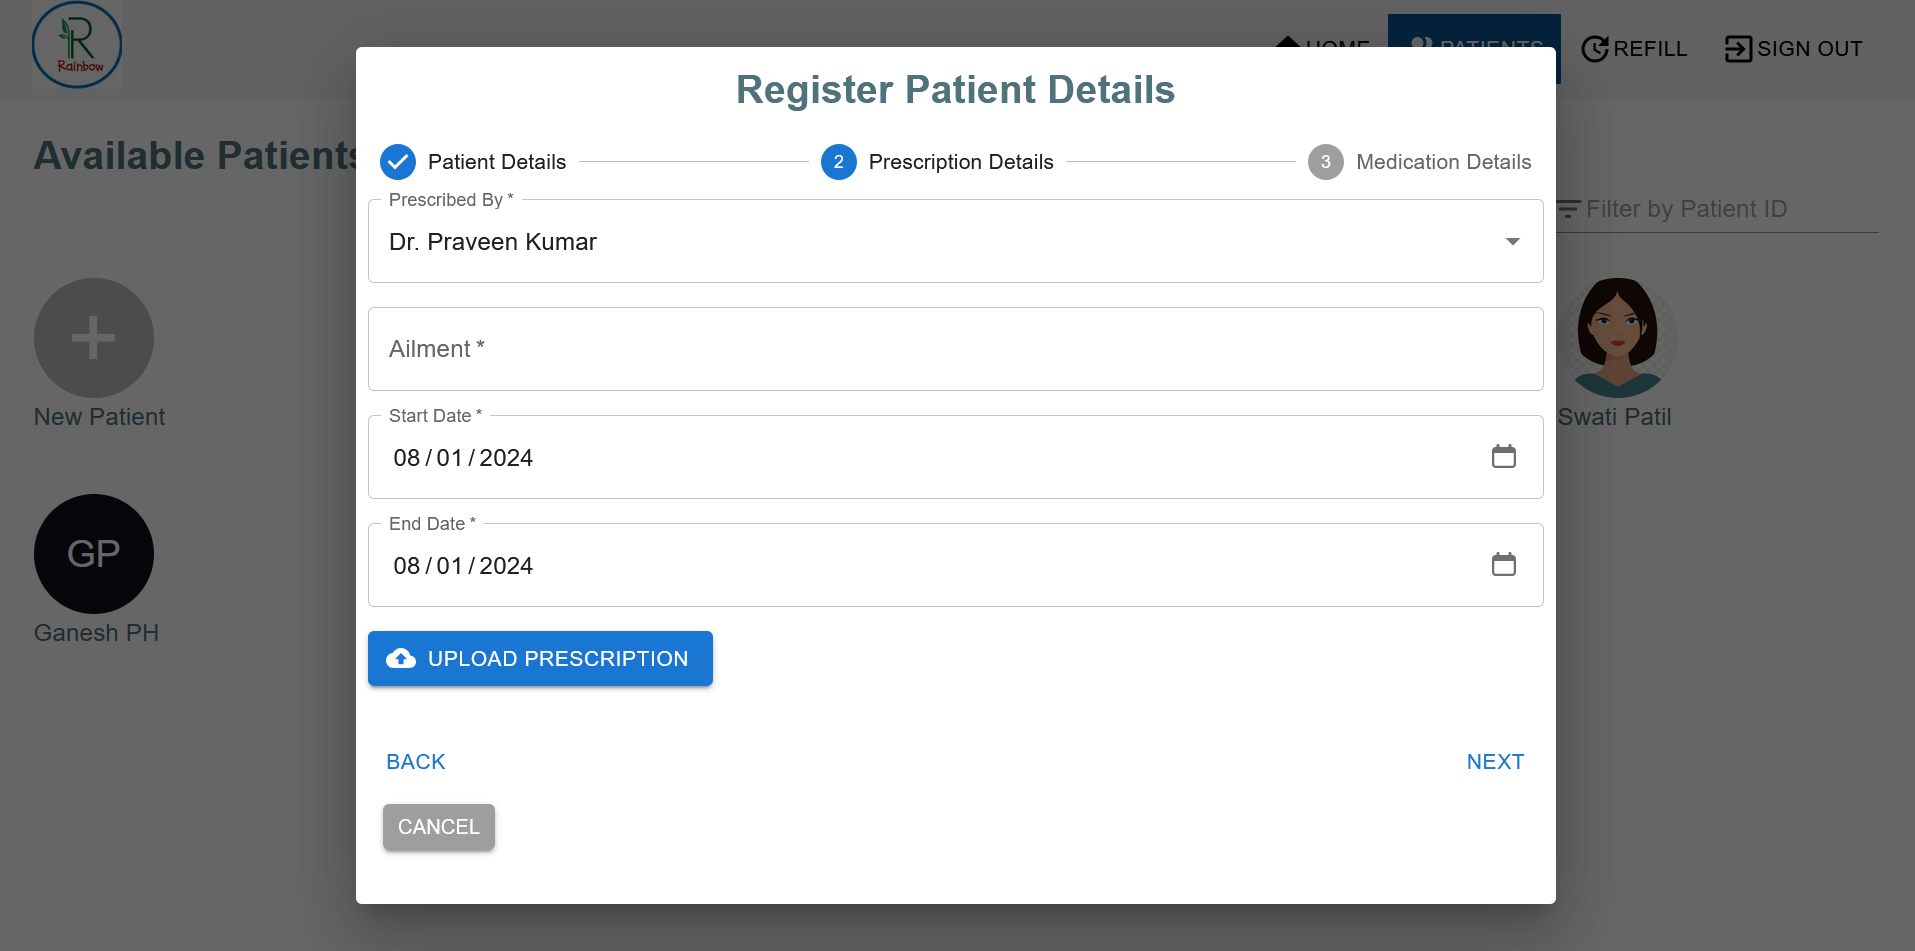 Rainbow
HOME
PATIENTS
REFILL
SIGN OUT
Register Patient Details
Available Patients
Patient Details
2
Prescription Details
3
Medication Details
Prescribed By *
Dr. Praveen Kumar
Filter by Patient ID
Ailment *
New Patient
Swati Patil
Start Date *
08 / 01 / 2024
End Date *
08 / 01 / 2024
GP
Ganesh PH
UPLOAD PRESCRIPTION
BACK
NEXT
CANCEL